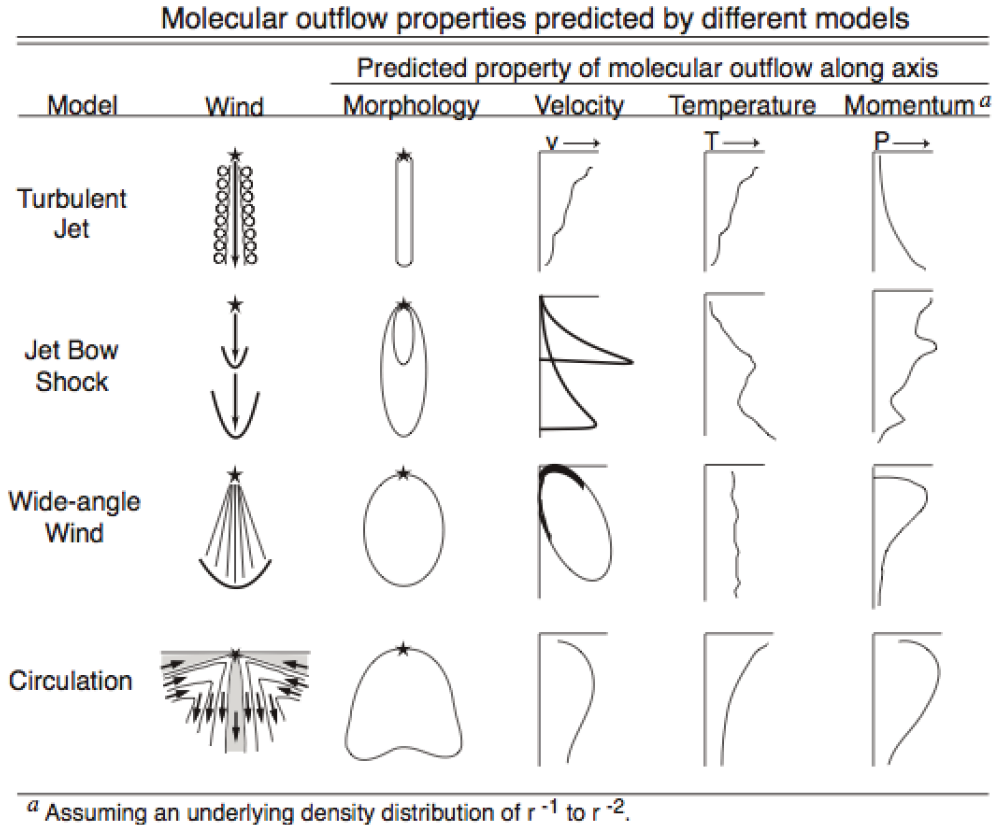 Molecular outflow properties predicted by different models
Predicted property of molecular outflow along axis
Model Wind Morphology Velocity Temperature Momentum a
v T P
Turbulent
Jet
Jet Bow
Shock
Wide-angle
Wind
Circulation
a Assuming an underlying density distribution of r -1 to r -2.